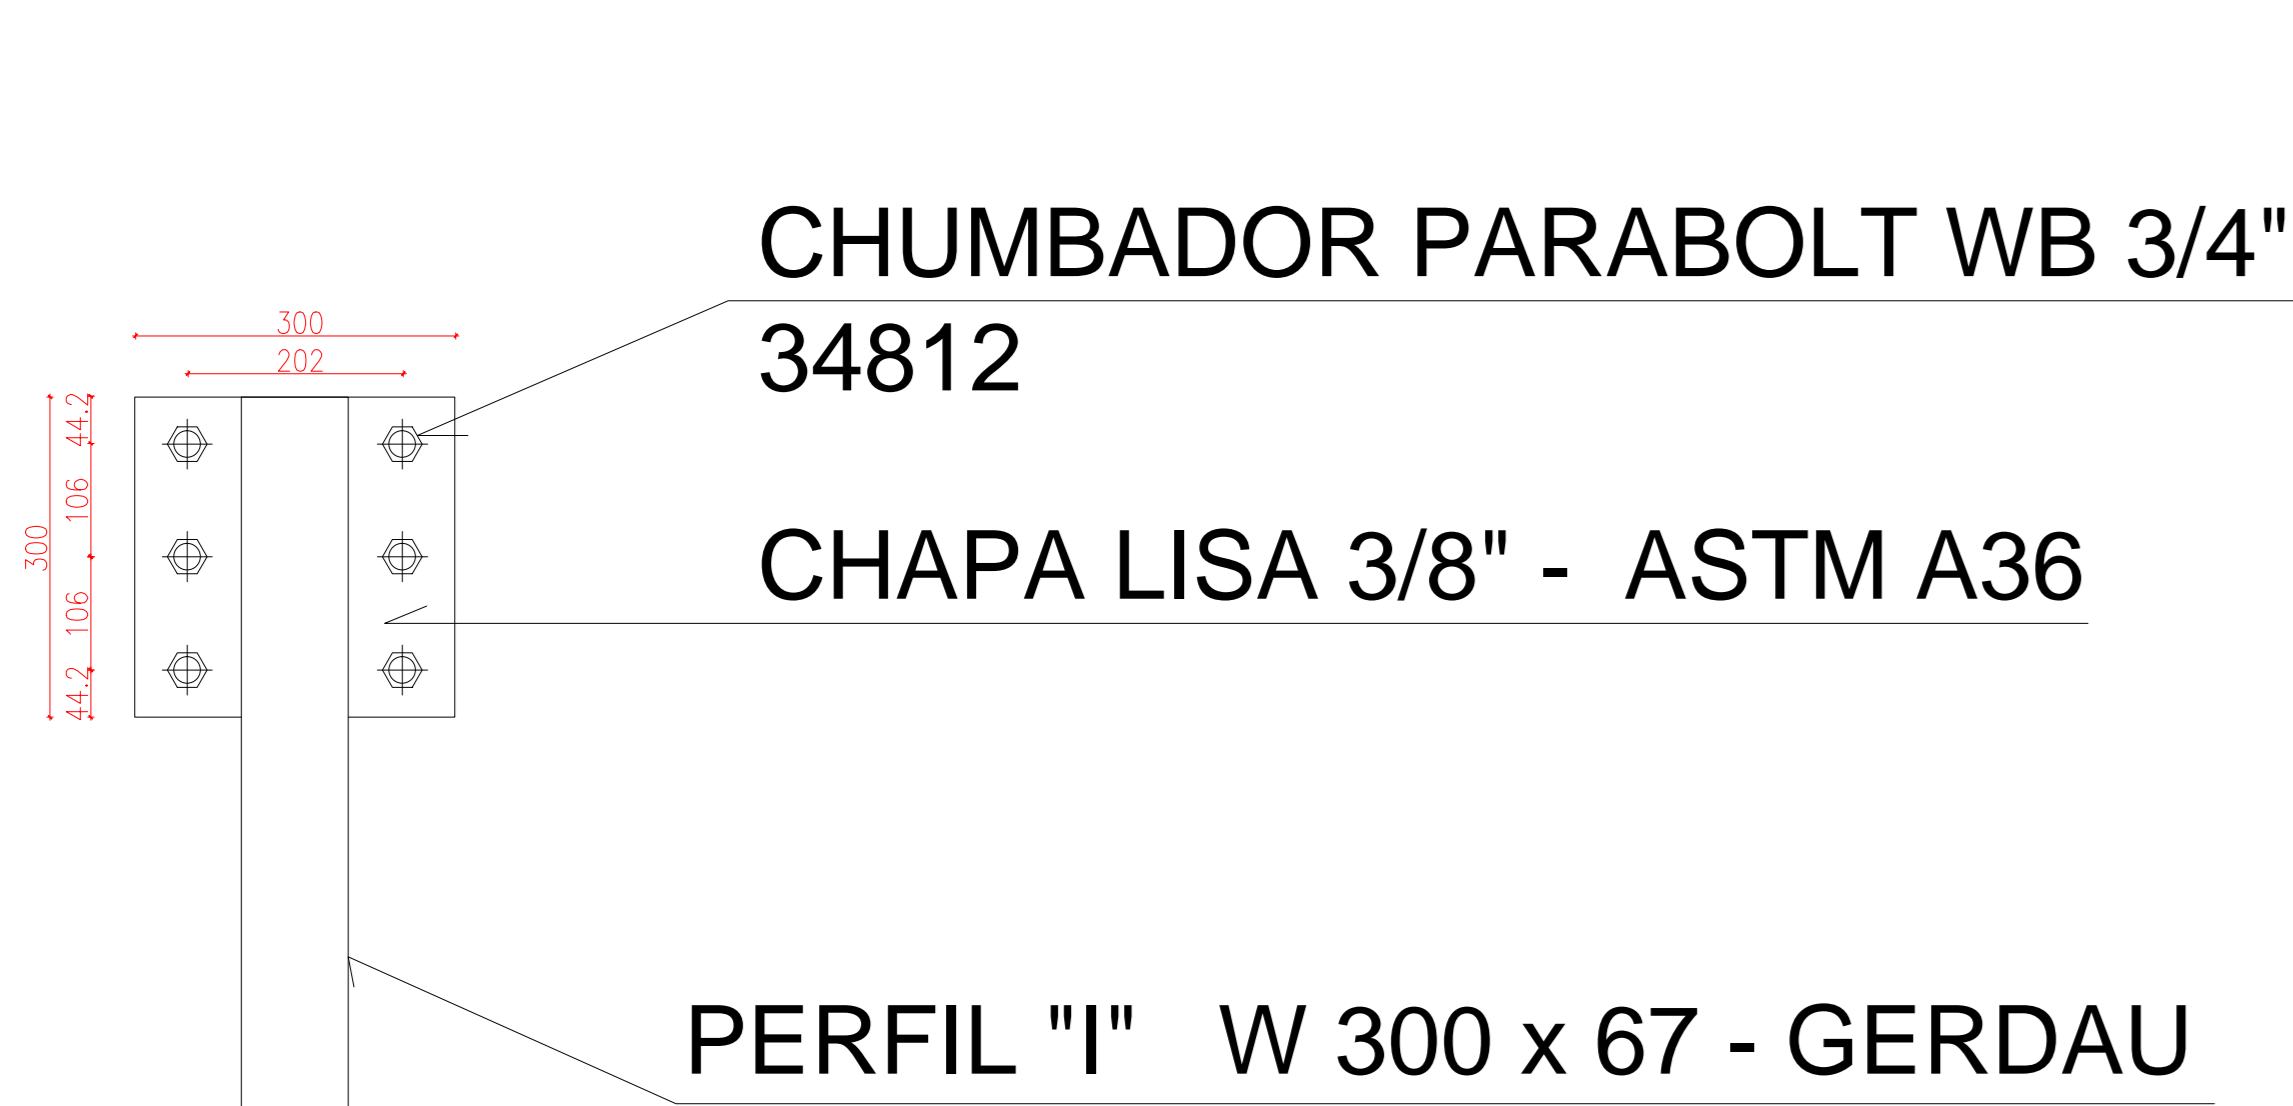 CHUMBADOR PARABOLT WB 3/4"
34812
300
202
44.2
106
300
106
44.2
CHAPA LISA 3/8" - ASTM A36
PERFIL "I" W 300 x 67 - GERDAU